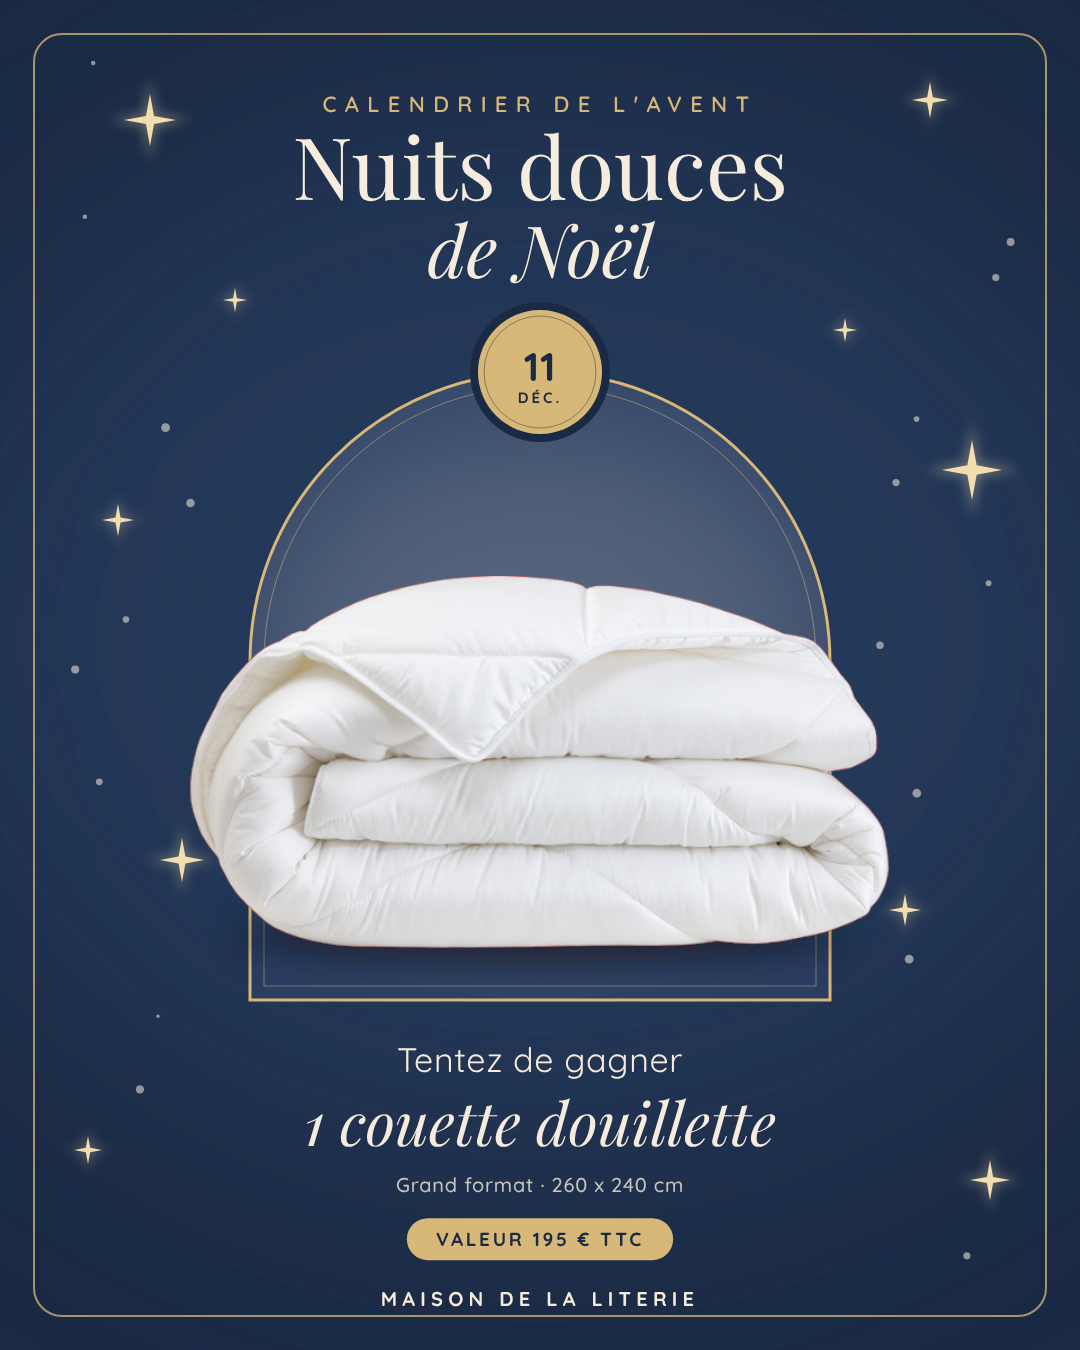 CALENDRIER DE L'AVENT
Nuits douces
de Noël
11
DÉC.
Tentez de gagner
1 couette douillette
Grand format · 260 x 240 cm
VALEUR 195 € TTC
MAISON DE LA LITERIE